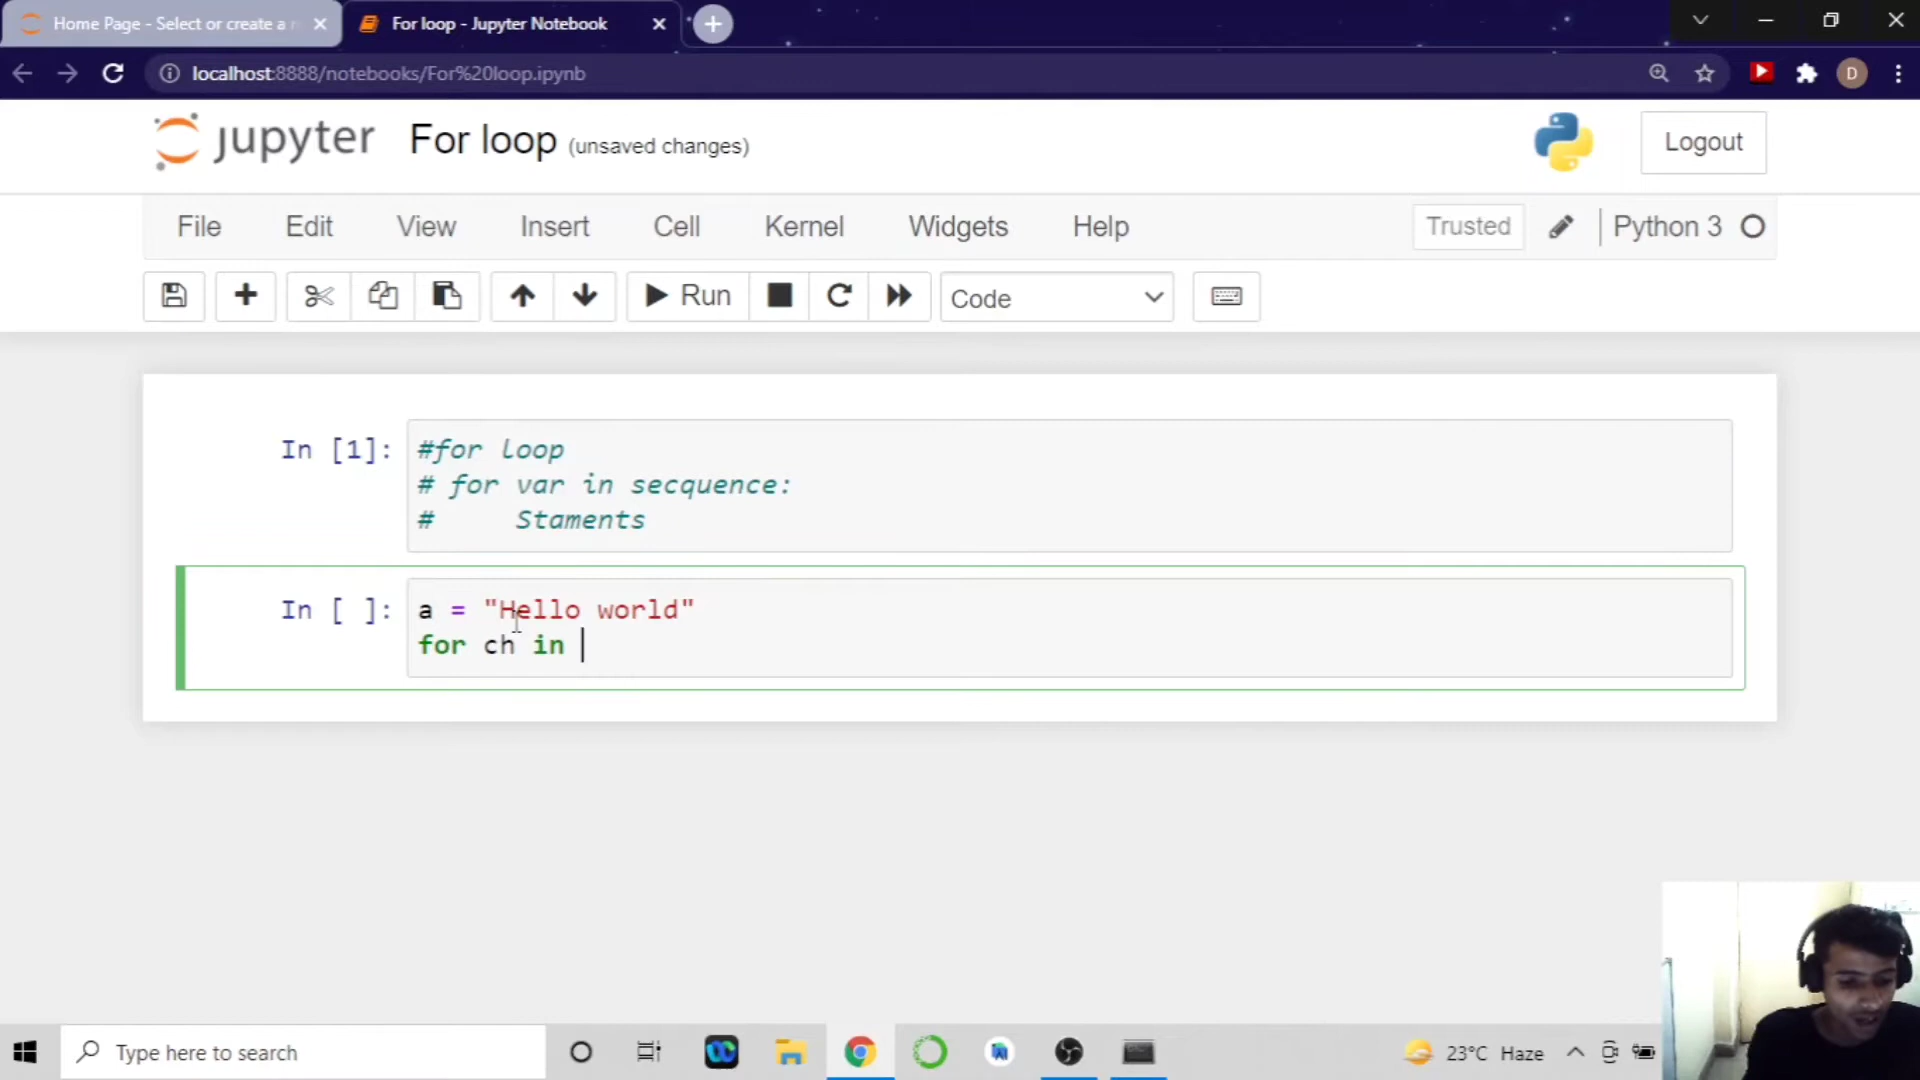 Home Page - Select or create a n
For loop - Jupyter Notebook
localhost:8888/notebooks/For%20loop.ipynb
D
jupyter For loop (unsaved changes)
Logout
File Edit View Insert Cell Kernel Widgets Help Trusted Python 3
Run Code
In [1]: #for loop
# for var in secquence:
# Staments
In [ ]: a = "Hello world"
for ch in
Type here to search
23°C Haze